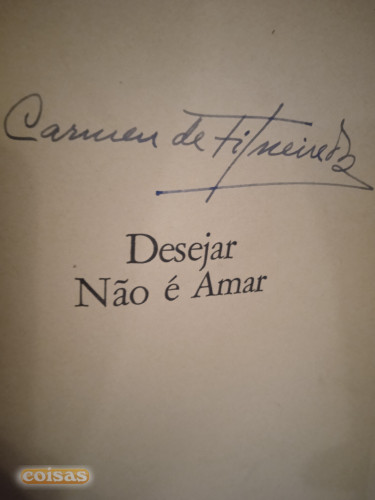 Carmen de Figueiredo
Desejar
Não é Amar
coisas